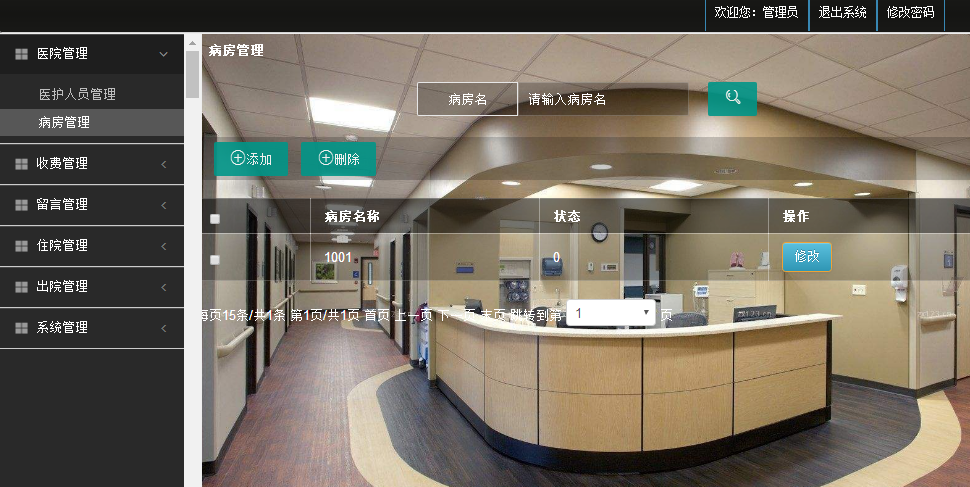 欢迎您：管理员 退出系统 修改密码
医院管理
医护人员管理
病房管理
收费管理
留言管理
住院管理
出院管理
系统管理
病房管理
病房名 请输入病房名
添加 删除
病房名称 状态 操作
1001 0 修改
每页15条/共1条 第1页/共1页 首页 上一页 下一页 末页 跳转到第 1 页